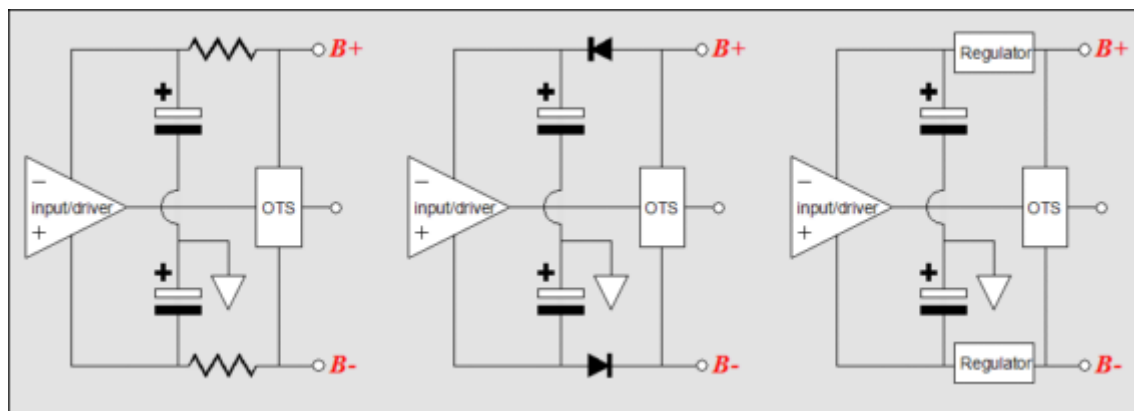 B+
+
−
input/driver
+
OTS
+
B-
B+
+
−
input/driver
+
OTS
+
B-
Regulator
B+
+
−
input/driver
+
OTS
+
Regulator
B-